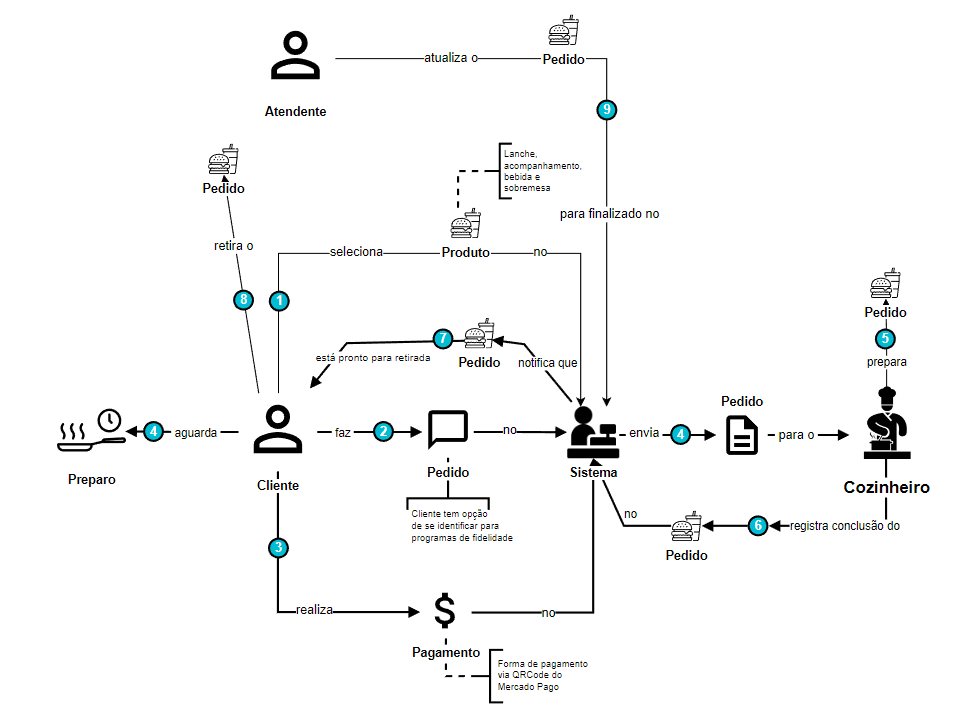 atualiza o
Pedido
Atendente
9
Lanche,
acompanhamento,
bebida e
sobremesa
Pedido
para finalizado no
retira o
seleciona
Produto
no
8
1
Pedido
5
prepara
7
está pronto para retirada
Pedido
notifica que
Pedido
4
aguarda
faz
2
no
envia
4
para o
Preparo
Cliente
Pedido
Sistema
Cozinheiro
Cliente tem opção
de se identificar para
programas de fidelidade
no
6
registra conclusão do
Pedido
3
realiza
no
Pagamento
Forma de pagamento
via QRCode do
Mercado Pago